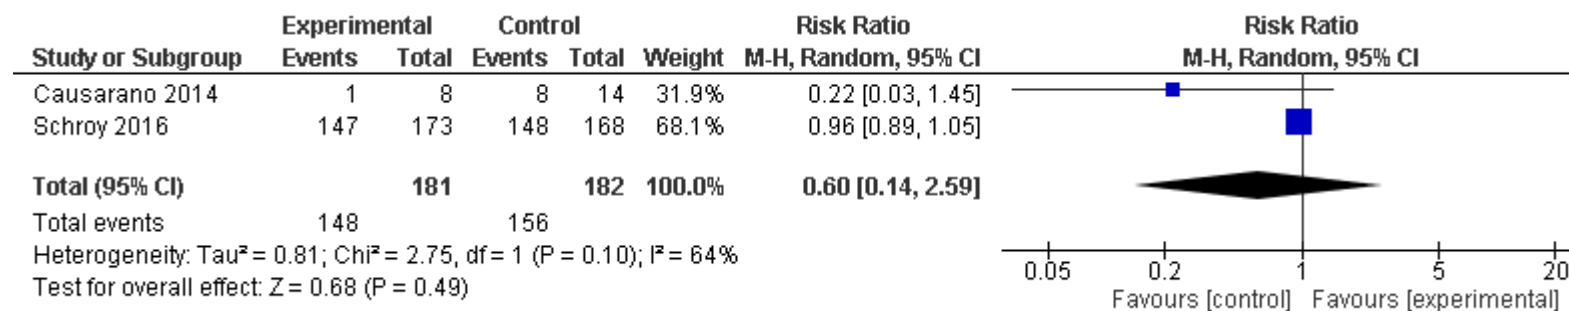 Experimental Control Risk Ratio Risk Ratio
Study or Subgroup Events Total Events Total Weight M-H, Random, 95% CI M-H, Random, 95% CI
Causarano 2014 1 8 8 14 31.9% 0.22 [0.03, 1.45]
Schroy 2016 147 173 148 168 68.1% 0.96 [0.89, 1.05]
Total (95% CI) 181 182 100.0% 0.60 [0.14, 2.59]
Total events 148 156
Heterogeneity: Tau² = 0.81; Chi² = 2.75, df = 1 (P = 0.10); I² = 64%
Test for overall effect: Z = 0.68 (P = 0.49)
0.05 0.2 1 5 20
Favours [control] Favours [experimental]